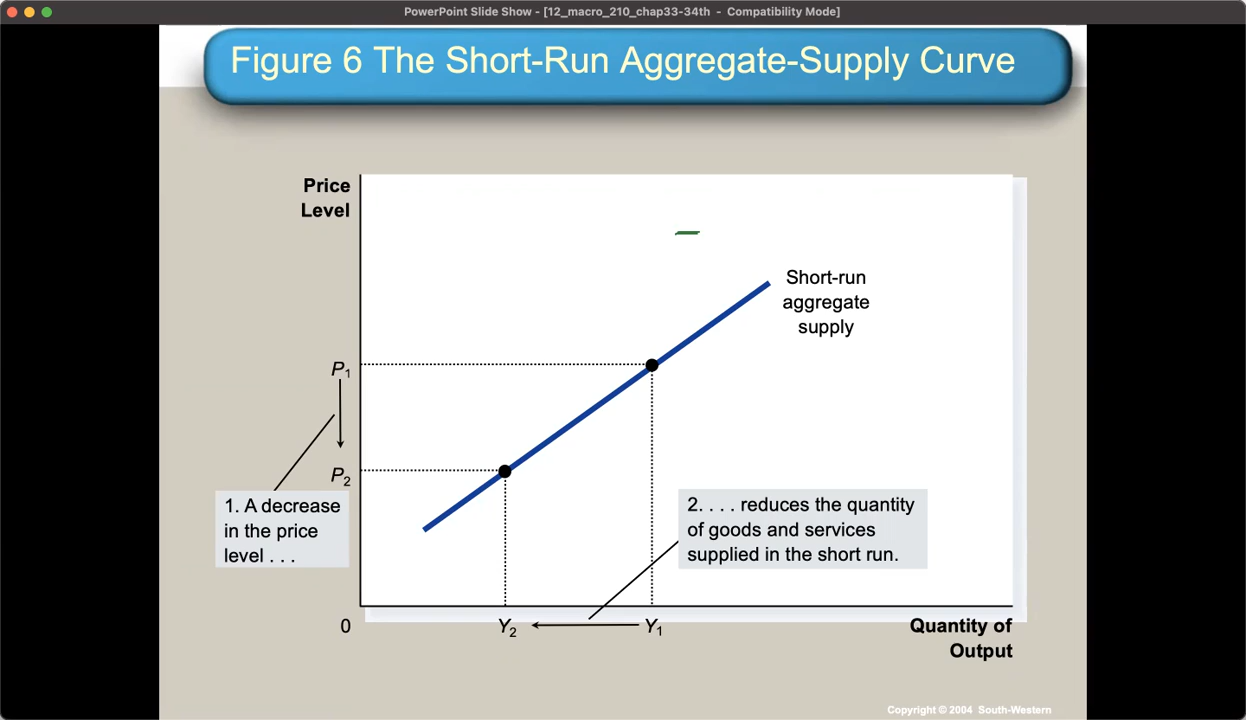 PowerPoint Slide Show - [12_macro_210_chap33-34th - Compatibility Mode]
Figure 6 The Short-Run Aggregate-Supply Curve
Price
Level
Short-run
aggregate
supply
P1
P2
1. A decrease
in the price
level . . .
2. . . . reduces the quantity
of goods and services
supplied in the short run.
0
Y2
Y1
Quantity of
Output
Copyright © 2004 South-Western